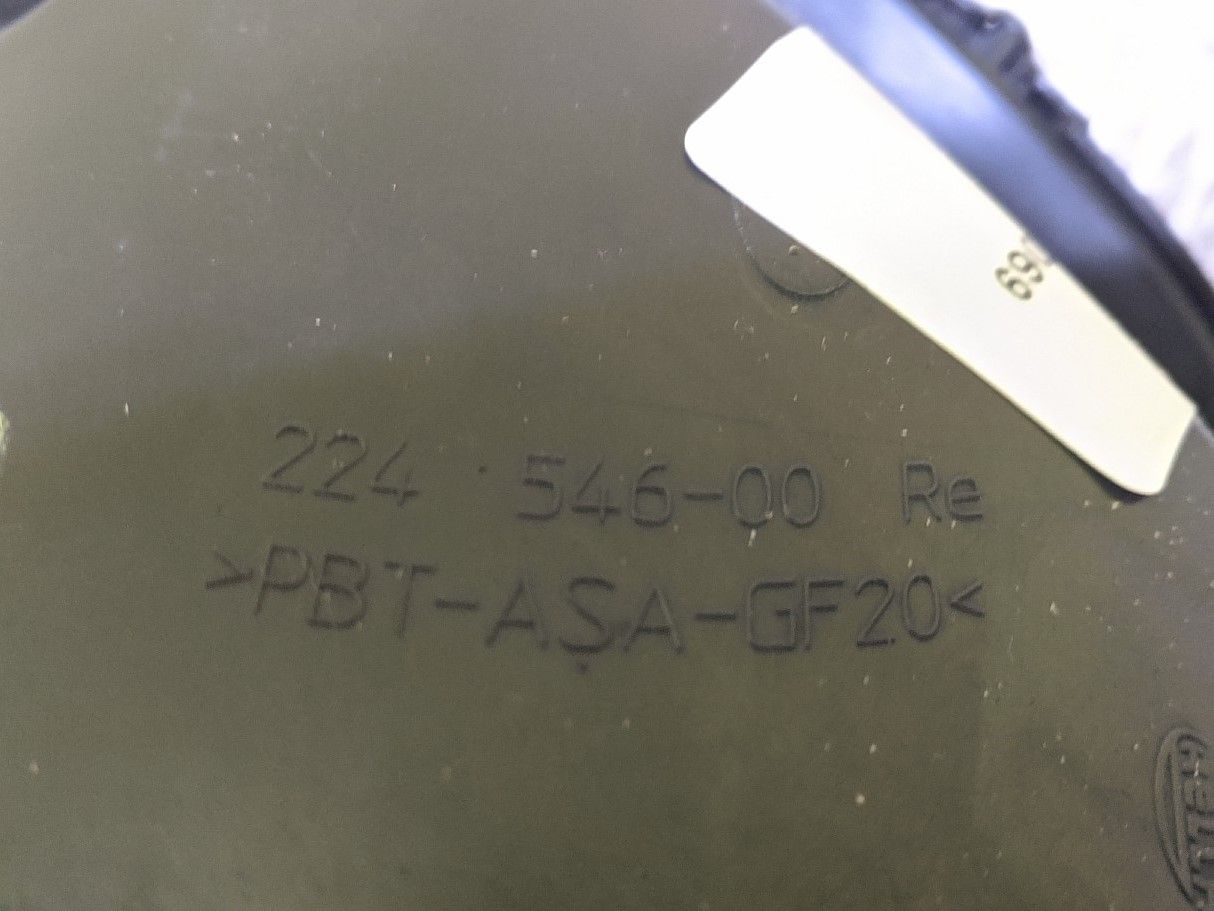 224 546-00 Re
>PBT-ASA-GF20<